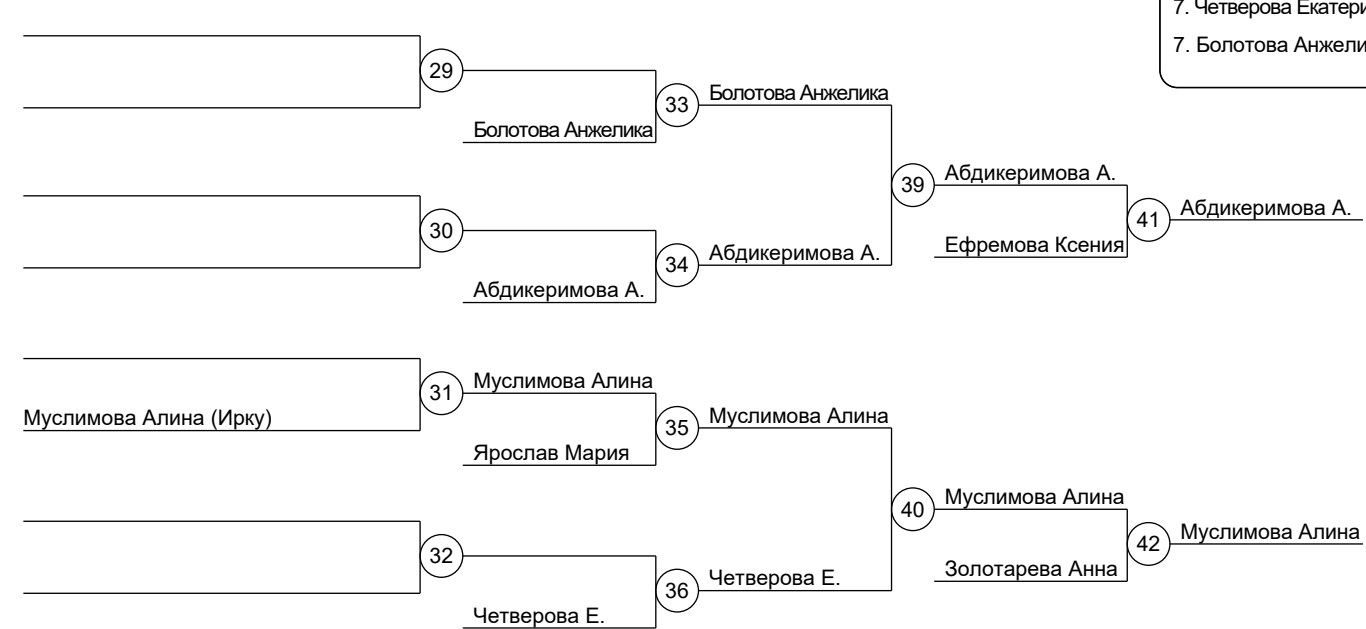 7. Четверова
7. Болотова
29
Болотова Анжелика
33
Болотова Анжелика
39
Абдикеримова А.
41
Абдикеримова А.
30
Абдикеримова А.
34
Абдикеримова А.
Ефремова Ксения
31
Муслимова Алина
Муслимова Алина (Ирку)
35
Муслимова Алина
Ярослав Мария
40
Муслимова Алина
42
Муслимова Алина
32
Четверова Е.
36
Четверова Е.
Золотарева Анна